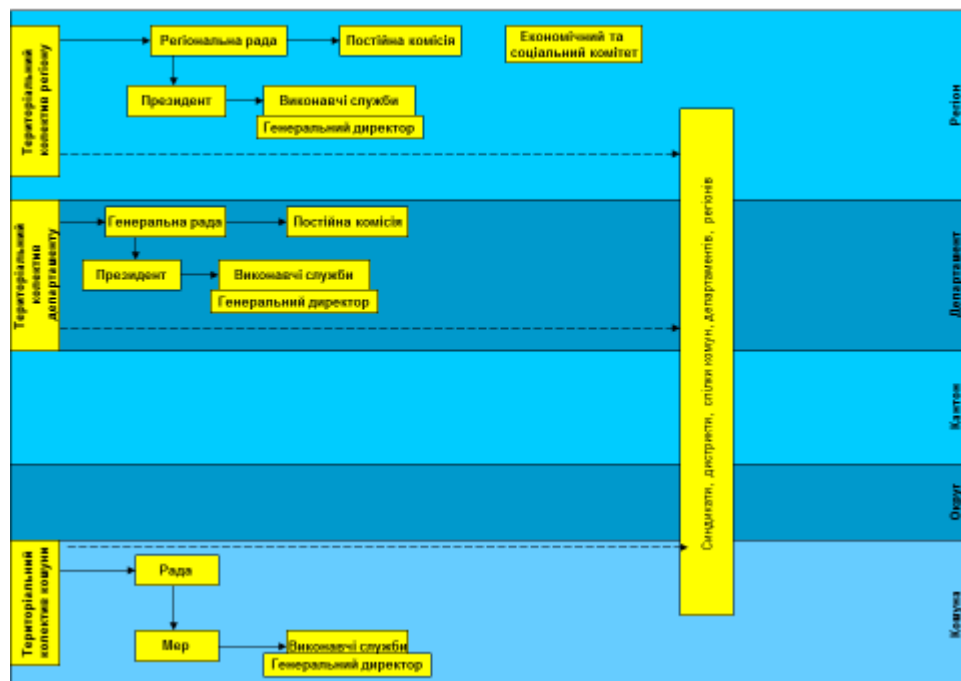 Територіальний
колектив регіону
Регіональна рада
Постійна комісія
Економічний та
соціальний комітет
Президент
Виконавчі служби
Генеральний директор
Регіон
Територіальний
колектив
департаменту
Генеральна рада
Постійна комісія
Президент
Виконавчі служби
Генеральний директор
Департамент
Синдикати, дистрикти, спілки комун, департаментів, регіонів
Кантон
Округ
Територіальний
колектив комуни
Рада
Мер
Виконавчі служби
Генеральний директор
Комуна